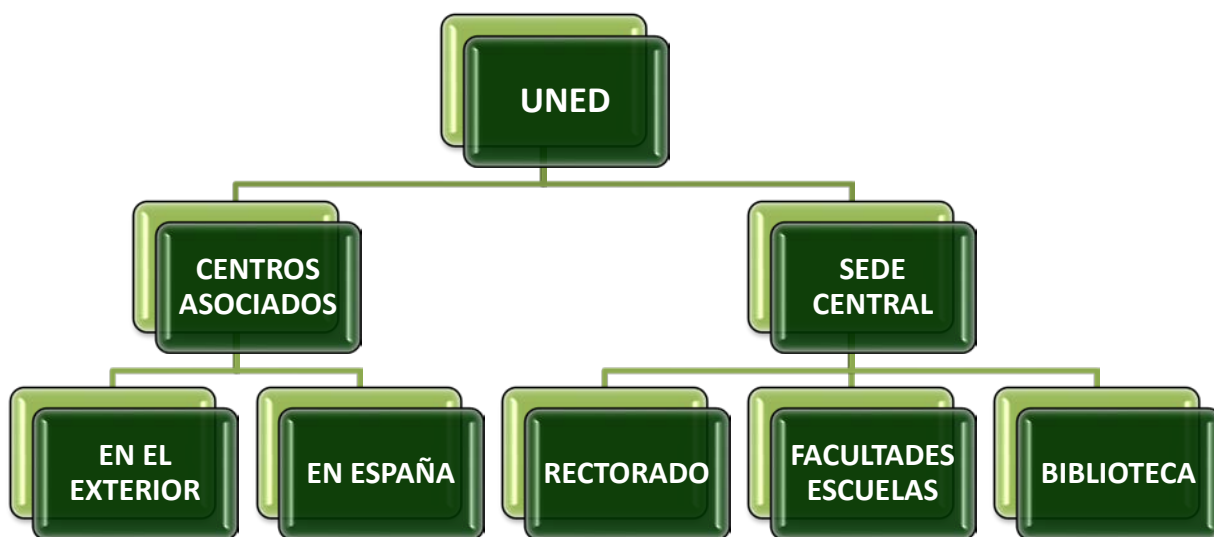 UNED
CENTROS
ASOCIADOS
SEDE
CENTRAL
EN EL
EXTERIOR
EN ESPAÑA
RECTORADO
FACULTADES
ESCUELAS
BIBLIOTECA